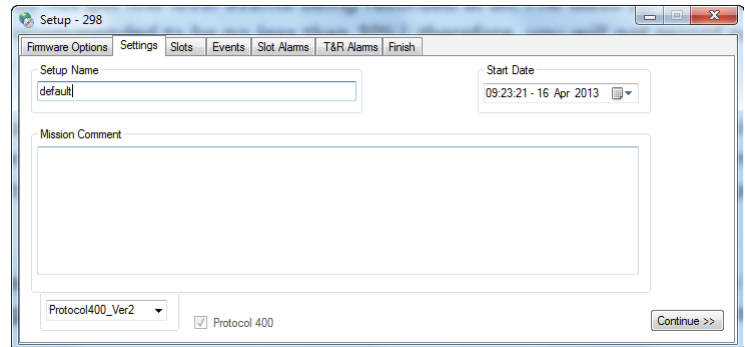 Setup - 298
Firmware Options Settings Slots Events Slot Alarms T&R Alarms Finish
Setup Name
default
Start Date
09:23:21 - 16 Apr 2013
Mission Comment
Protocol400_Ver2
Protocol 400
Continue >>